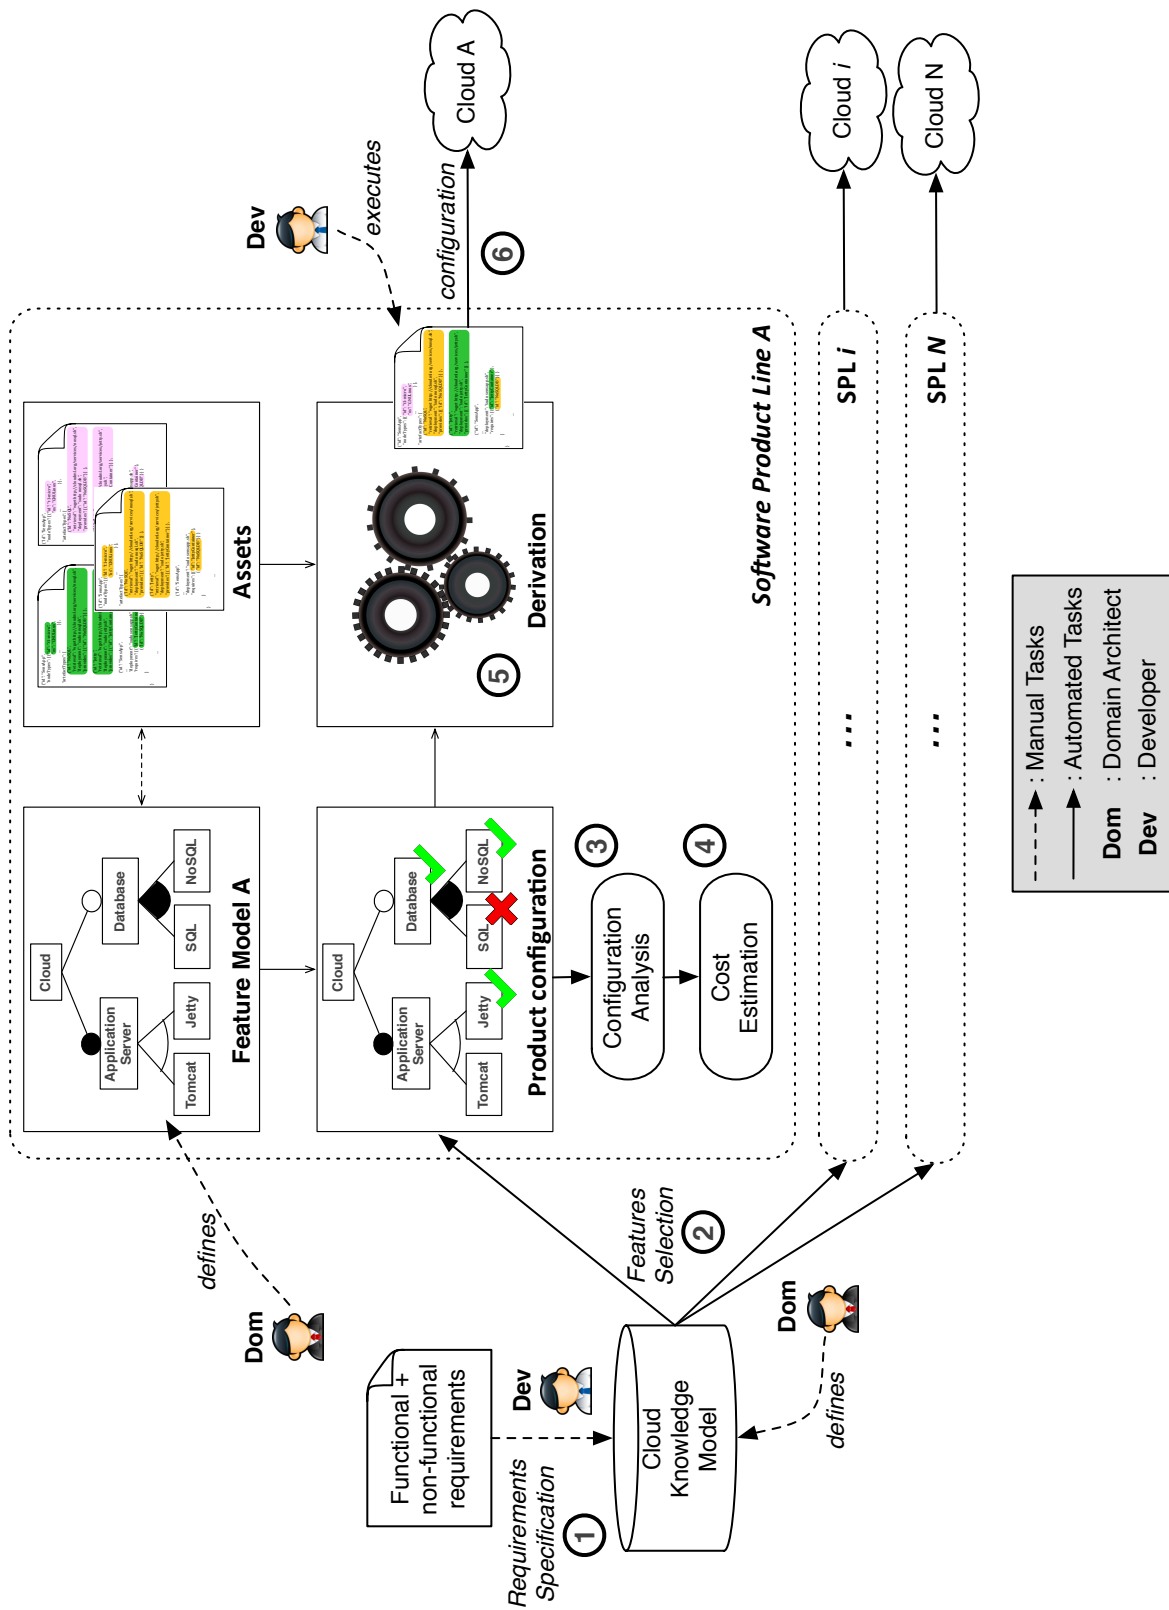 Dom
defines
Cloud
Application
Server
Database
Tomcat
Jetty
SQL
NoSQL
Feature Model A
Assets
Dev
executes
Functional +
non-functional
requirements
Dev
Requirements
Specification
1
Cloud
Knowledge
Model
Dom
defines
Features
Selection
2
Cloud
Application
Server
Database
Tomcat
Jetty
SQL
NoSQL
Product configuration
3
Configuration
Analysis
4
Cost
Estimation
5
Derivation
configuration
6
Cloud A
Software Product Line A
...
SPL i
Cloud i
...
SPL N
Cloud N
: Manual Tasks
: Automated Tasks
Dom : Domain Architect
Dev : Developer